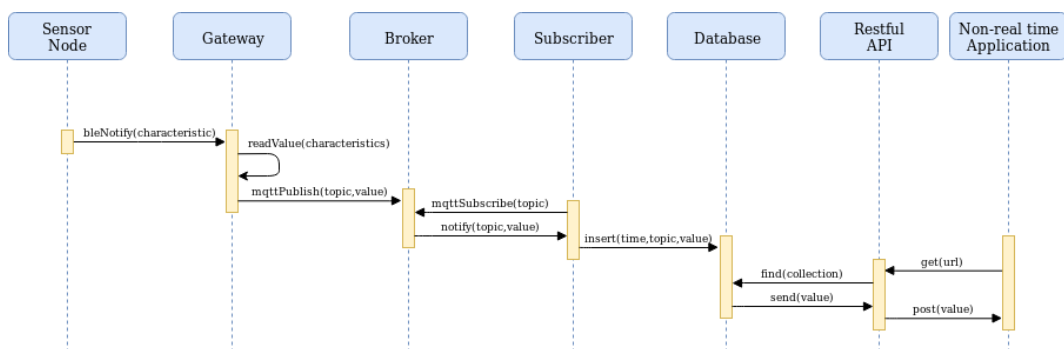 Sensor
Node
Gateway
Broker
Subscriber
Database
Restful
API
Non-real time
Application
bleNotify(characteristic)
readValue(characteristics)
mqttPublish(topic,value)
mqttSubscribe(topic)
notify(topic,value)
insert(time,topic,value)
get(url)
find(collection)
send(value)
post(value)